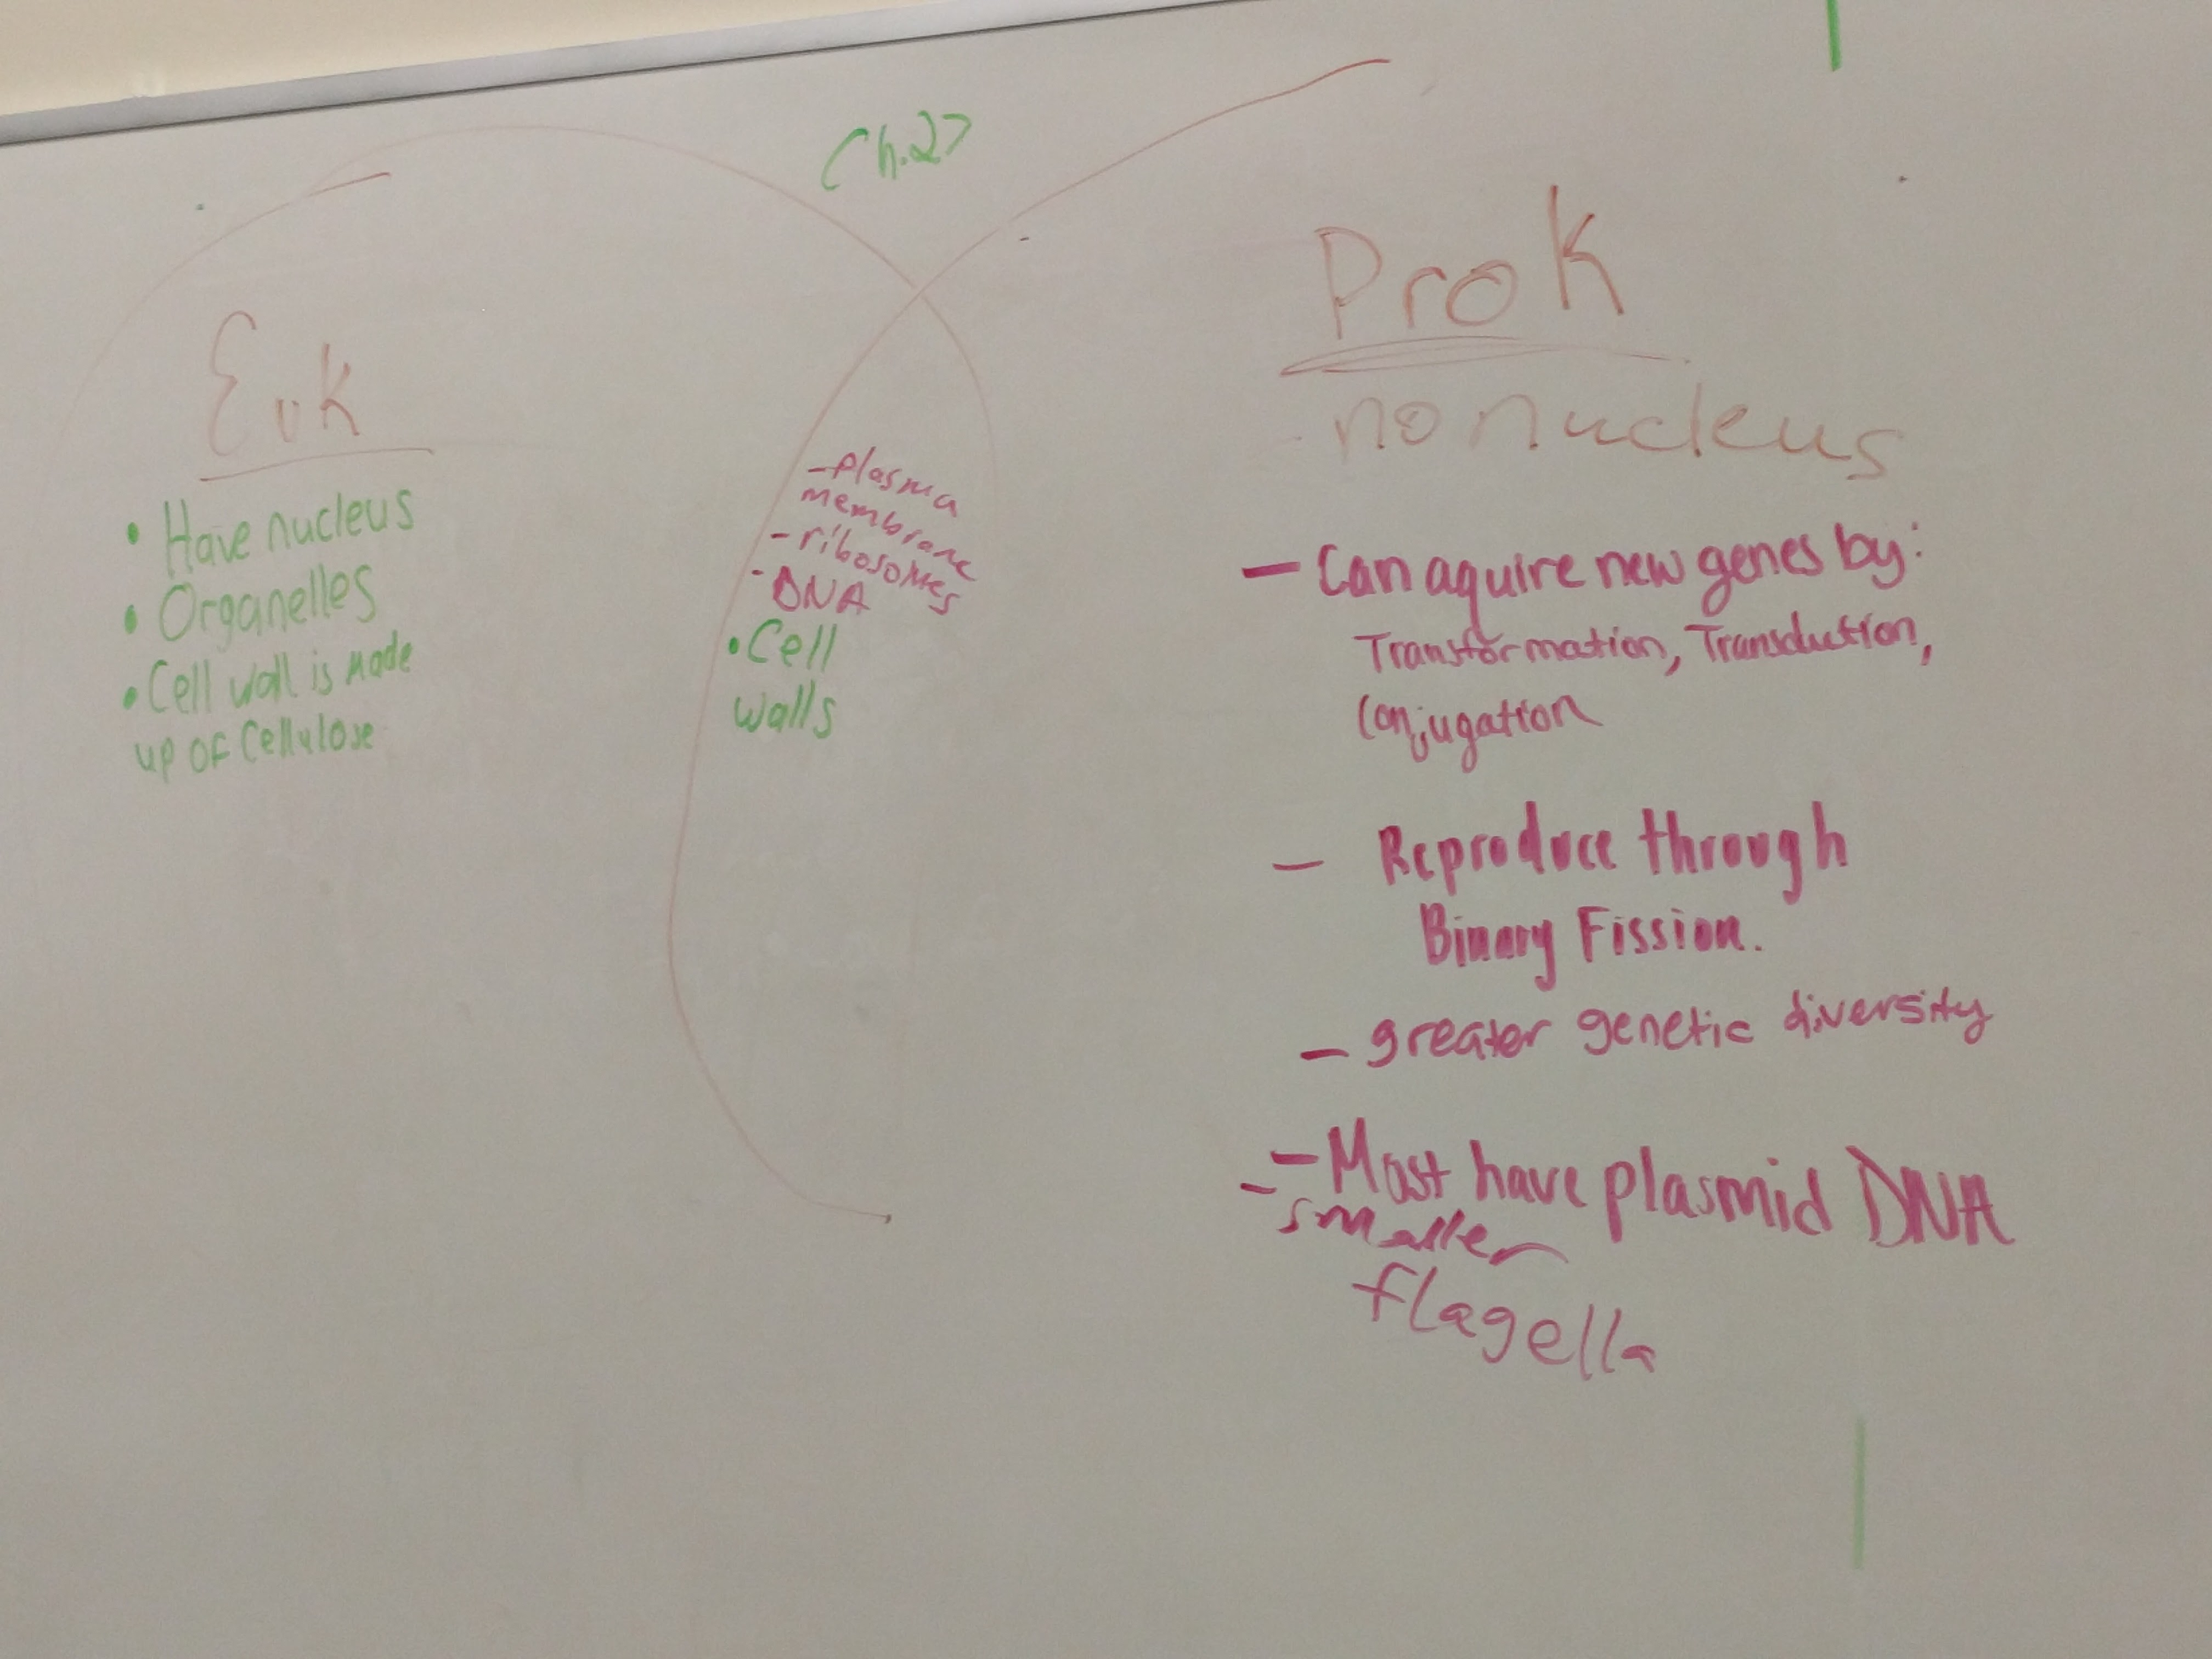 Ch.27
Euk
• Have nucleus
• Organelles
• Cell wall is made
up of Cellulose
- Plasma
membrane
- ribosomes
- DNA
• Cell
walls
ProK
- no nucleus
- Can aquire new genes by:
Transformation, Transduction,
Conjugation
- Reproduce through
Binary Fission.
- greater genetic diversity
- Most have plasmid DNA
- smaller
flagella